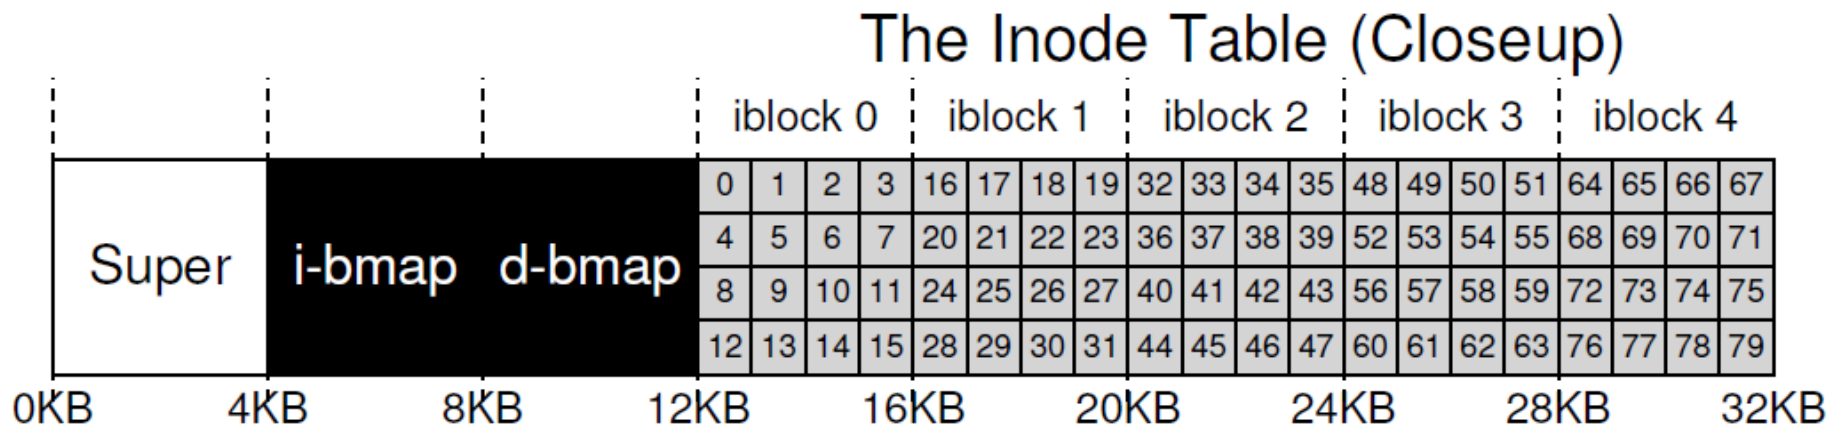 The Inode Table (Closeup)
iblock 0 iblock 1 iblock 2 iblock 3 iblock 4
0 1 2 3 16 17 18 19 32 33 34 35 48 49 50 51 64 65 66 67
4 5 6 7 20 21 22 23 36 37 38 39 52 53 54 55 68 69 70 71
Super i-bmap d-bmap
8 9 10 11 24 25 26 27 40 41 42 43 56 57 58 59 72 73 74 75
12 13 14 15 28 29 30 31 44 45 46 47 60 61 62 63 76 77 78 79
0KB 4KB 8KB 12KB 16KB 20KB 24KB 28KB 32KB